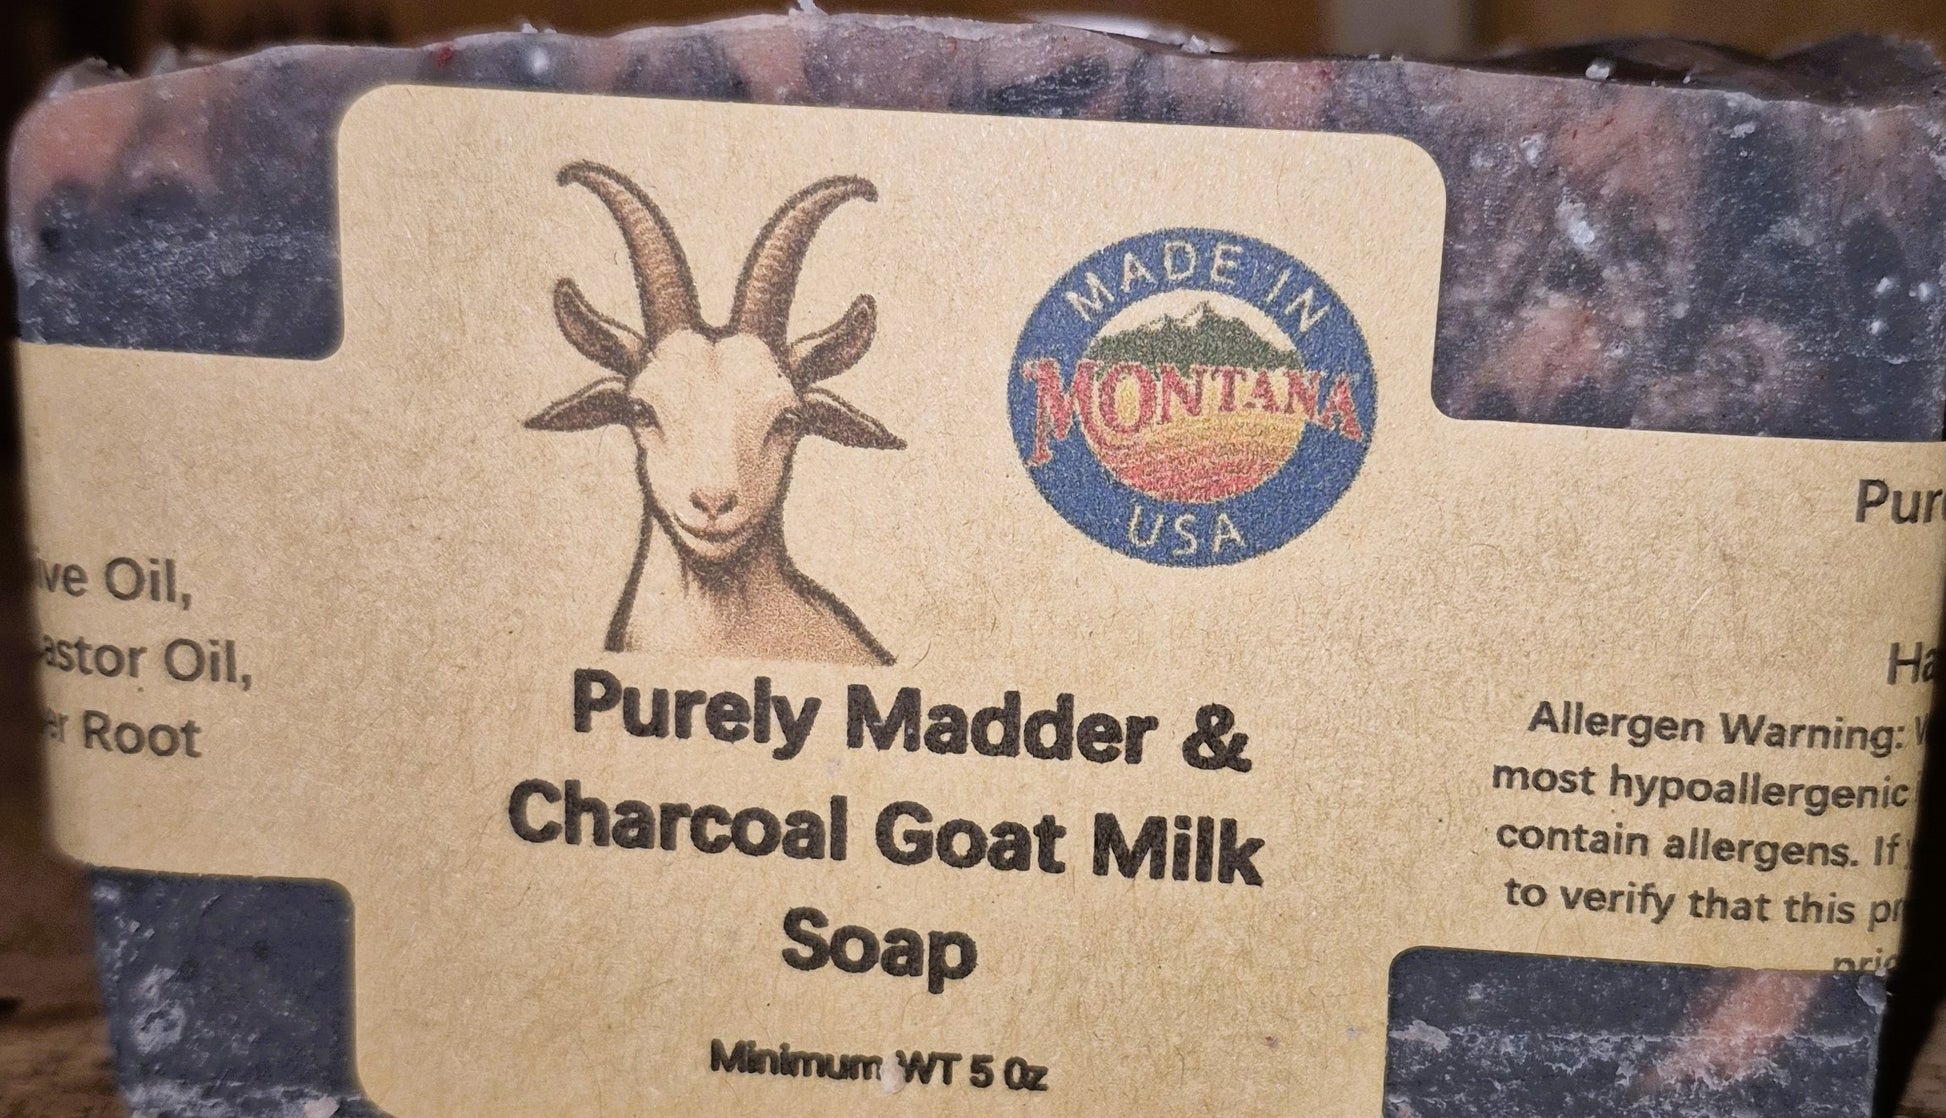 MADE IN
MONTANA
USA
Oil,
Oil,
Root
Purely Madder &
Charcoal Goat Milk
Soap
Minimum WT 5 Oz
Allergen Warning:
most hypoallergenic
contain allergens. If
to verify that this